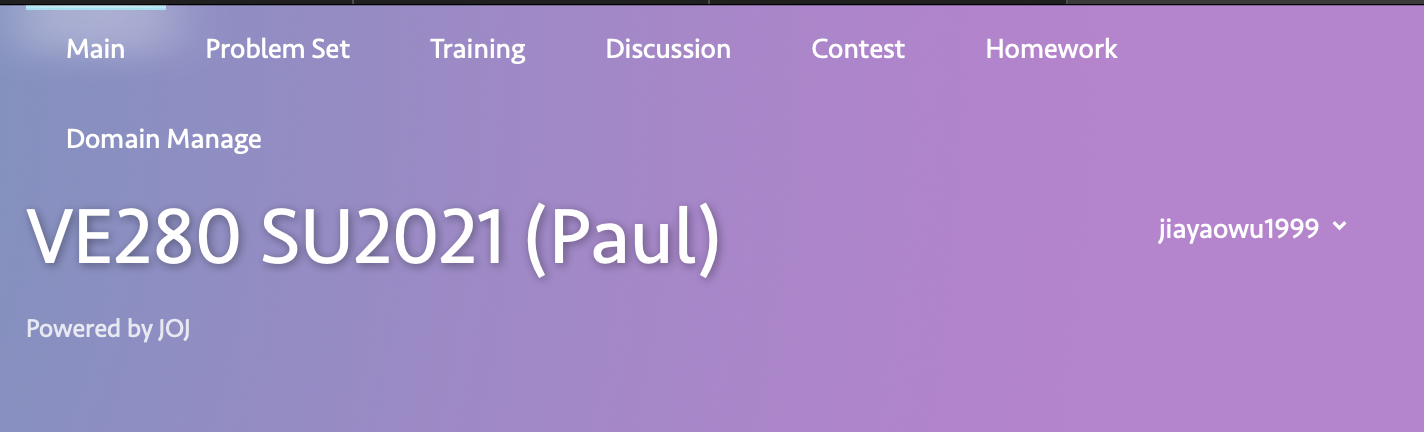 Main Problem Set Training Discussion Contest Homework
Domain Manage
VE280 SU2021 (Paul)
jiayaowu1999
Powered by JOJ